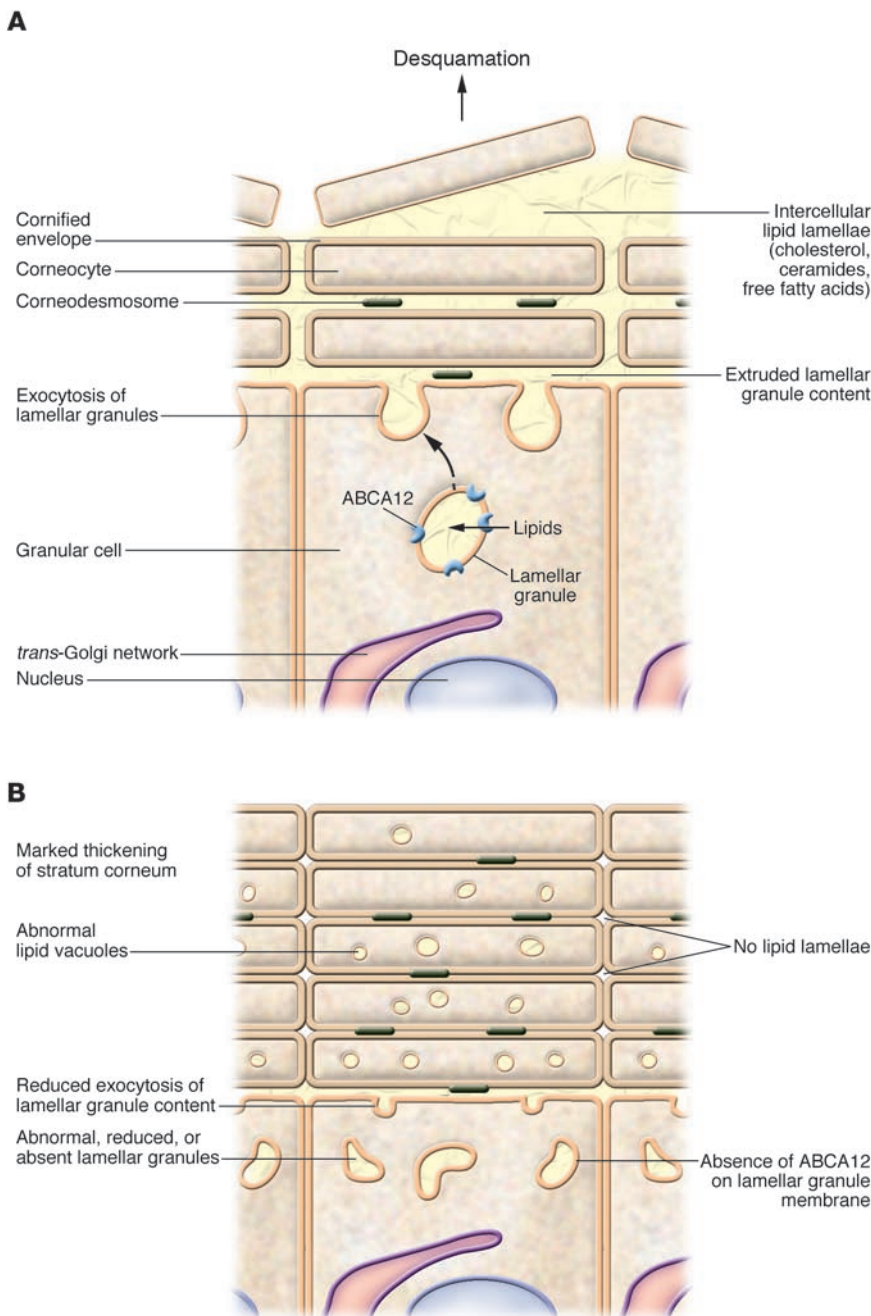 A
Desquamation
Cornified
envelope
Corneocyte
Corneodesmosome
Exocytosis of
lamellar granules
Granular cell
trans-Golgi network
Nucleus
ABCA12
Lipids
Lamellar
granule
Intercellular
lipid lamellae
(cholesterol,
ceramides,
free fatty acids)
Extruded lamellar
granule content
B
Marked thickening
of stratum corneum
Abnormal
lipid vacuoles
Reduced exocytosis of
lamellar granule content
Abnormal, reduced, or
absent lamellar granules
No lipid lamellae
Absence of ABCA12
on lamellar granule
membrane